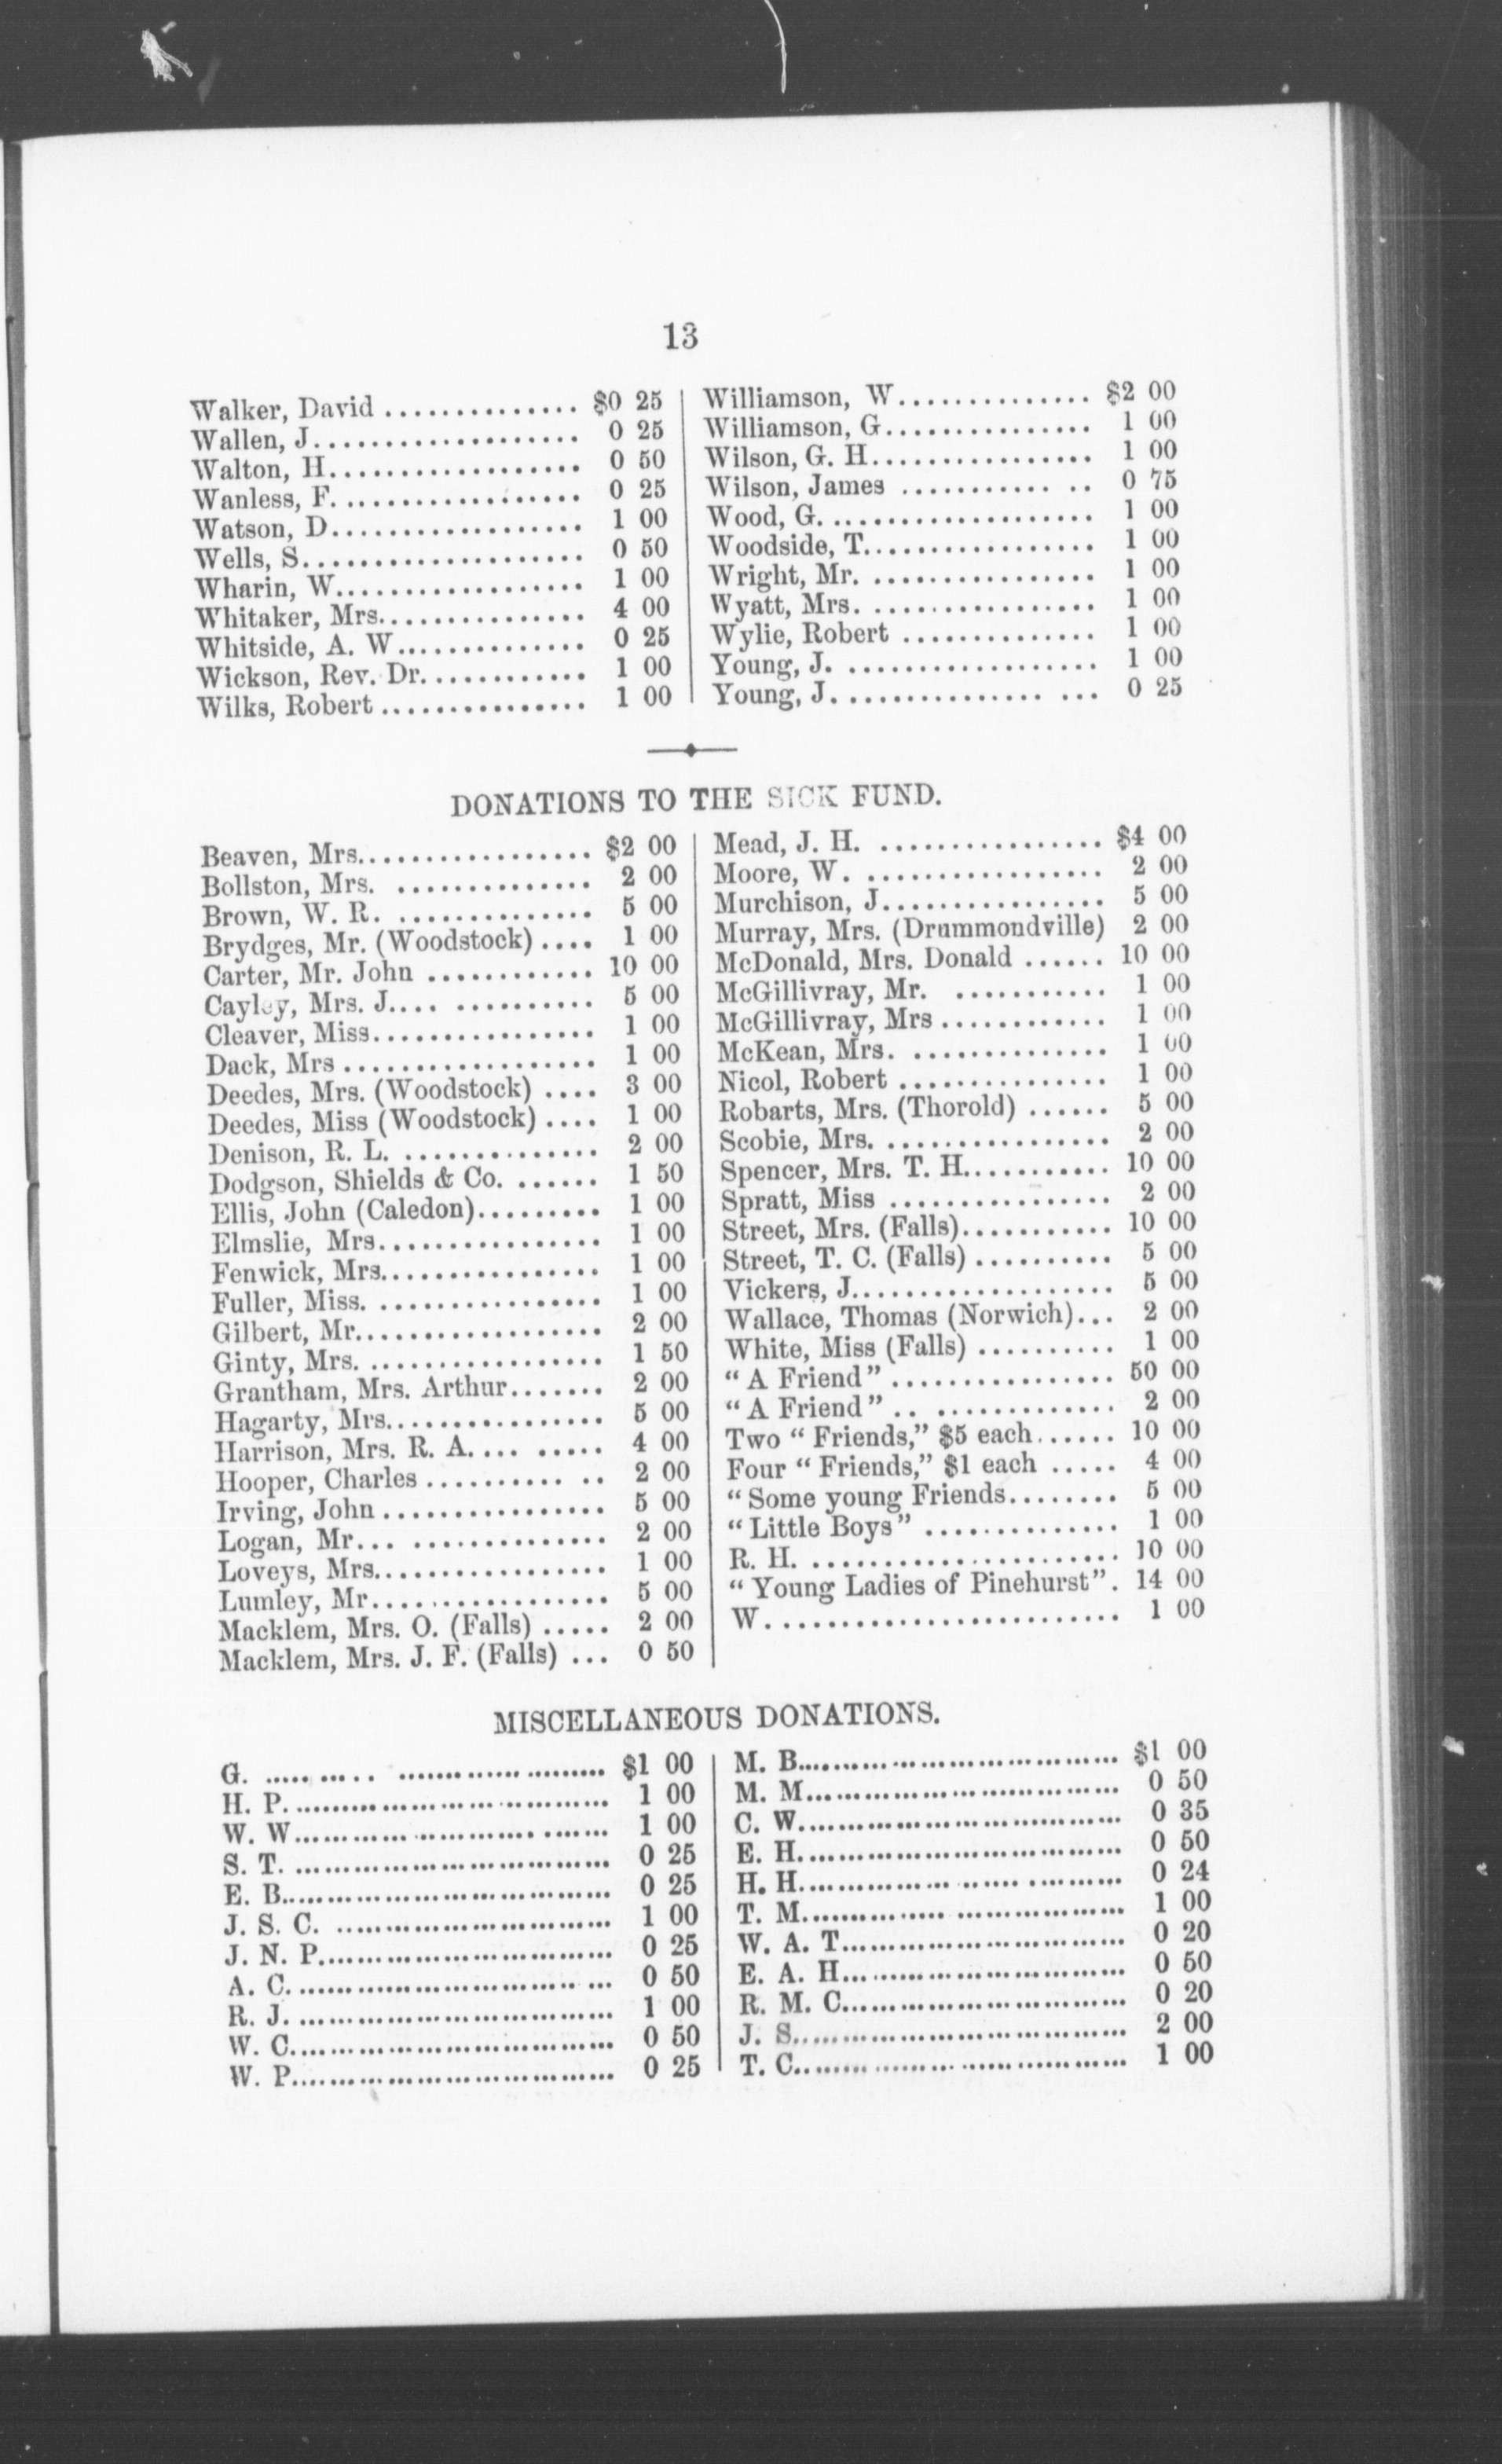 13
Walker, David .............. $0 25
Wallen, J................... 0 25
Walton, H.................. 0 50
Wanless, F. ................. 0 25
Watson, D.................. 1 00
Wells, S.................... 0 50
Wharin, W.................. 1 00
Whitaker, Mrs............... 4 00
Whitside, A. W.............. 0 25
Wickson, Rev. Dr............ 1 00
Wilks, Robert ............... 1 00
Williamson, W.............. $2 00
Williamson, G............... 1 00
Wilson, G. H................ 1 00
Wilson, James ........... .. 0 75
Wood, G. ................... 1 00
Woodside, T................. 1 00
Wright, Mr. ................ 1 00
Wyatt, Mrs. ................ 1 00
Wylie, Robert .............. 1 00
Young, J. .................. 1 00
Young, J. .............. ... 0 25
DONATIONS TO THE SICK FUND.
Beaven, Mrs................. $2 00
Bollston, Mrs. .............. 2 00
Brown, W. R. .............. 5 00
Brydges, Mr. (Woodstock) .... 1 00
Carter, Mr. John ............ 10 00
Cayley, Mrs. J.... .......... 5 00
Cleaver, Miss................ 1 00
Dack, Mrs .................. 1 00
Deedes, Mrs. (Woodstock) .... 3 00
Deedes, Miss (Woodstock) .... 1 00
Denison, R. L. .............. 2 00
Dodgson, Shields & Co. ...... 1 50
Ellis, John (Caledon)......... 1 00
Elmslie, Mrs................ 1 00
Fenwick, Mrs................ 1 00
Fuller, Miss. ................ 1 00
Gilbert, Mr.................. 2 00
Ginty, Mrs. ................. 1 50
Grantham, Mrs. Arthur....... 2 00
Hagarty, Mrs................ 5 00
Harrison, Mrs. R. A. ... ..... 4 00
Hooper, Charles .......... .. 2 00
Irving, John ................ 5 00
Logan, Mr... .............. 2 00
Loveys, Mrs................. 1 00
Lumley, Mr................. 5 00
Macklem, Mrs. O. (Falls) ..... 2 00
Macklem, Mrs. J. F. (Falls) ... 0 50
Mead, J. H. ................ $4 00
Moore, W. ................. 2 00
Murchison, J................ 5 00
Murray, Mrs. (Drummondville) 2 00
McDonald, Mrs. Donald ...... 10 00
McGillivray, Mr. ........... 1 00
McGillivray, Mrs ............ 1 00
McKean, Mrs. .............. 1 00
Nicol, Robert ............... 1 00
Robarts, Mrs. (Thorold) ...... 5 00
Scobie, Mrs. ................ 2 00
Spencer, Mrs. T. H........... 10 00
Spratt, Miss ................ 2 00
Street, Mrs. (Falls)........... 10 00
Street, T. C. (Falls) .......... 5 00
Vickers, J................... 5 00
Wallace, Thomas (Norwich)... 2 00
White, Miss (Falls) .......... 1 00
“A Friend” ................ 50 00
“A Friend” .. ............. 2 00
Two “Friends,” $5 each...... 10 00
Four “Friends,” $1 each ..... 4 00
“Some young Friends........ 5 00
“Little Boys” .............. 1 00
R. H. ...................... 10 00
“Young Ladies of Pinehurst”. 14 00
W. ........................ 1 00
MISCELLANEOUS DONATIONS.
G. ..... ..... ............... $1 00
H. P. ....................... 1 00
W. W....................... 1 00
S. T. ....................... 0 25
E. B........................ 0 25
J. S. C. .................... 1 00
J. N. P..................... 0 25
A. C. ....................... 0 50
R. J. ....................... 1 00
W. C........................ 0 50
W. P........................ 0 25
M. B........................ $1 00
M. M........................ 0 50
C. W........................ 0 35
E. H........................ 0 50
H. H........................ 0 24
T. M........................ 1 00
W. A. T..................... 0 20
E. A. H..................... 0 50
R. M. C..................... 0 20
J. S........................ 2 00
T. C........................ 1 00